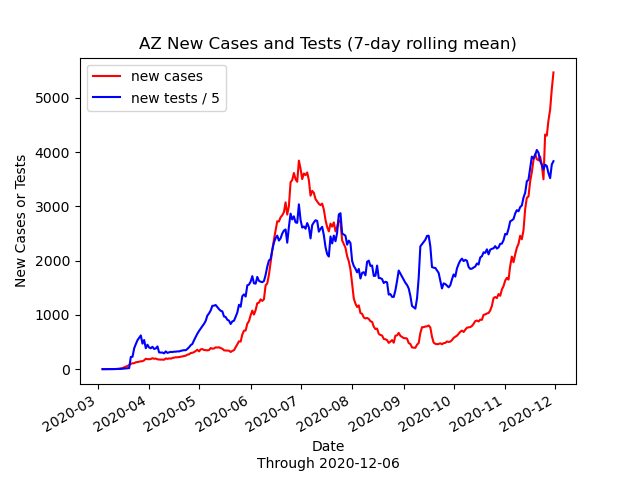 AZ New Cases and Tests (7-day rolling mean)
new cases
new tests / 5
New Cases or Tests
5000
4000
3000
2000
1000
0
2020-03
2020-04
2020-05
2020-06
2020-07
2020-08
2020-09
2020-10
2020-11
2020-12
Date
Through 2020-12-06